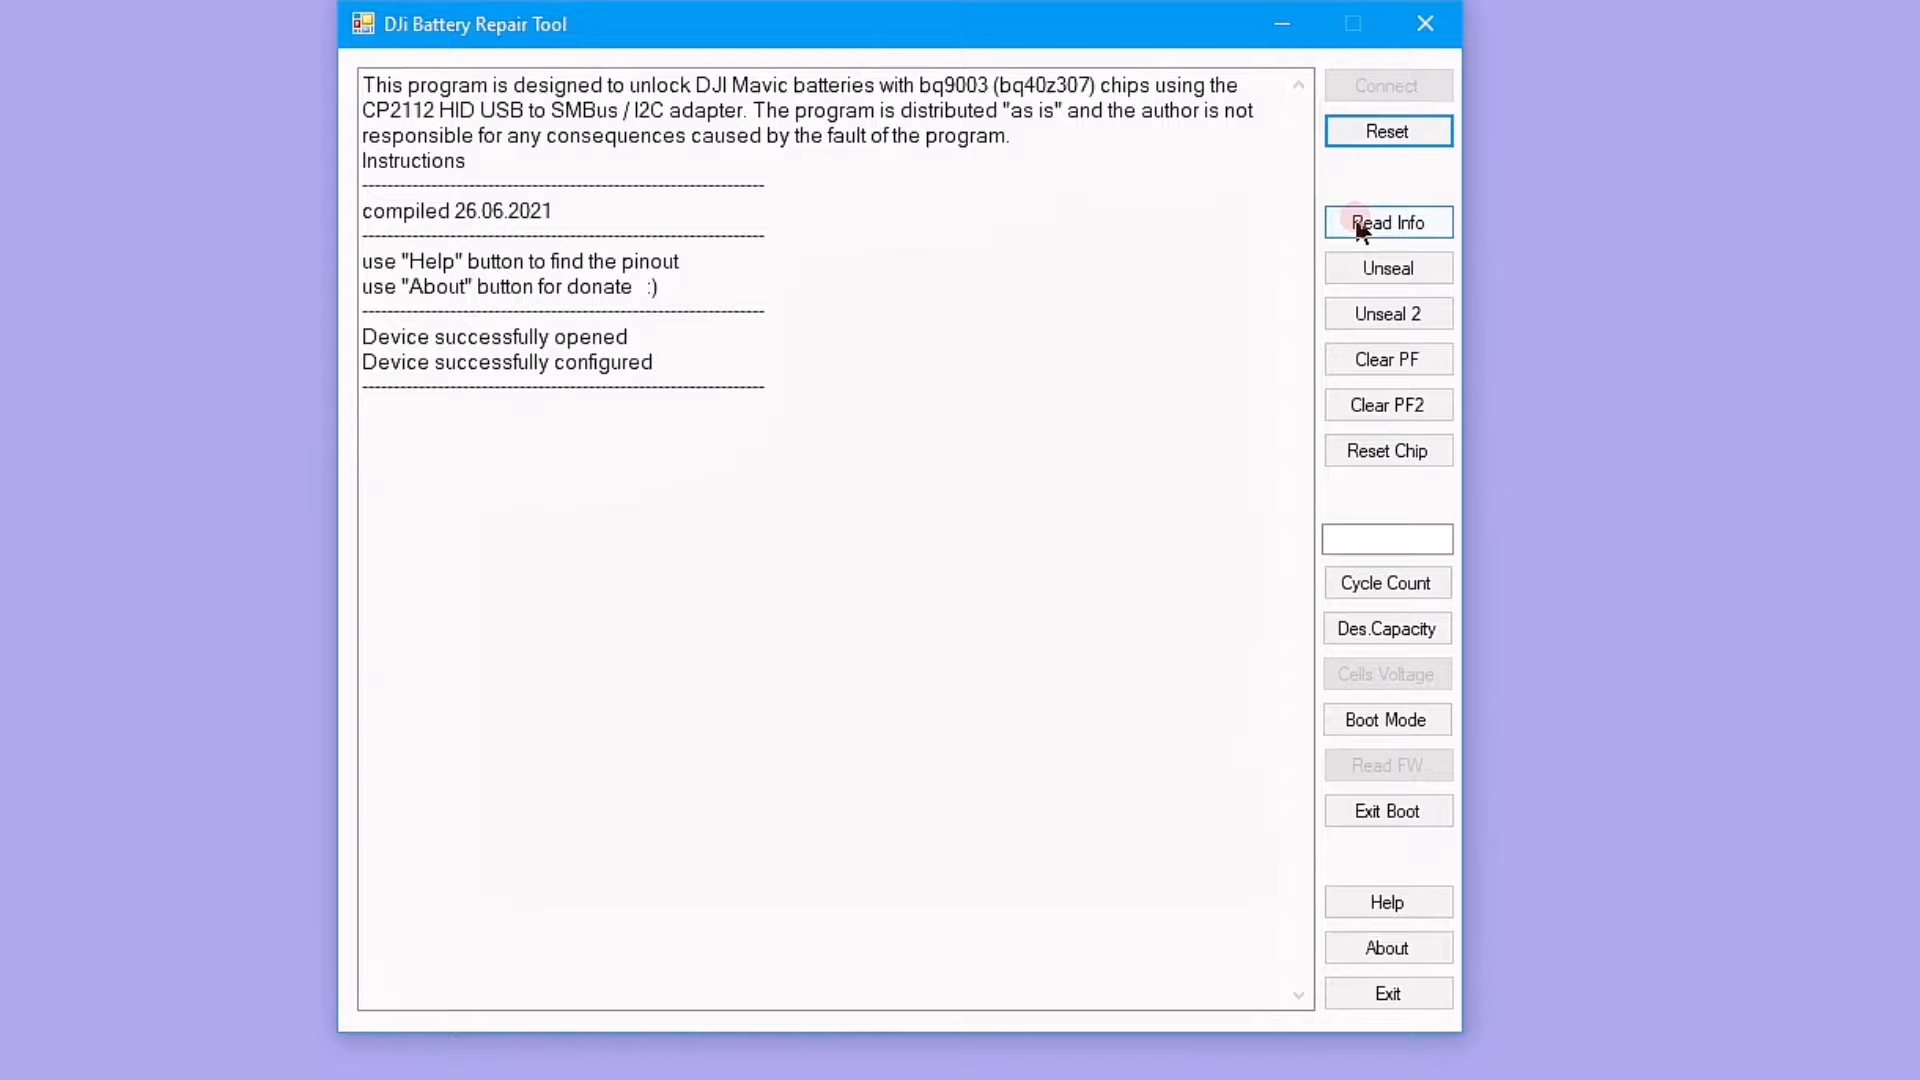 DJi Battery Repair Tool
This program is designed to unlock DJI Mavic batteries with bq9003 (bq40z307) chips using the
CP2112 HID USB to SMBus / I2C adapter. The program is distributed "as is" and the author is not
responsible for any consequences caused by the fault of the program.
Instructions
-------------------------------------------------------------------
compiled 26.06.2021
-------------------------------------------------------------------
use "Help" button to find the pinout
use "About" button for donate :)
-------------------------------------------------------------------
Device successfully opened
Device successfully configured
-------------------------------------------------------------------
Connect
Reset
Read Info
Unseal
Unseal 2
Clear PF
Clear PF2
Reset Chip
Cycle Count
Des.Capacity
Cells Voltage
Boot Mode
Read FW
Exit Boot
Help
About
Exit